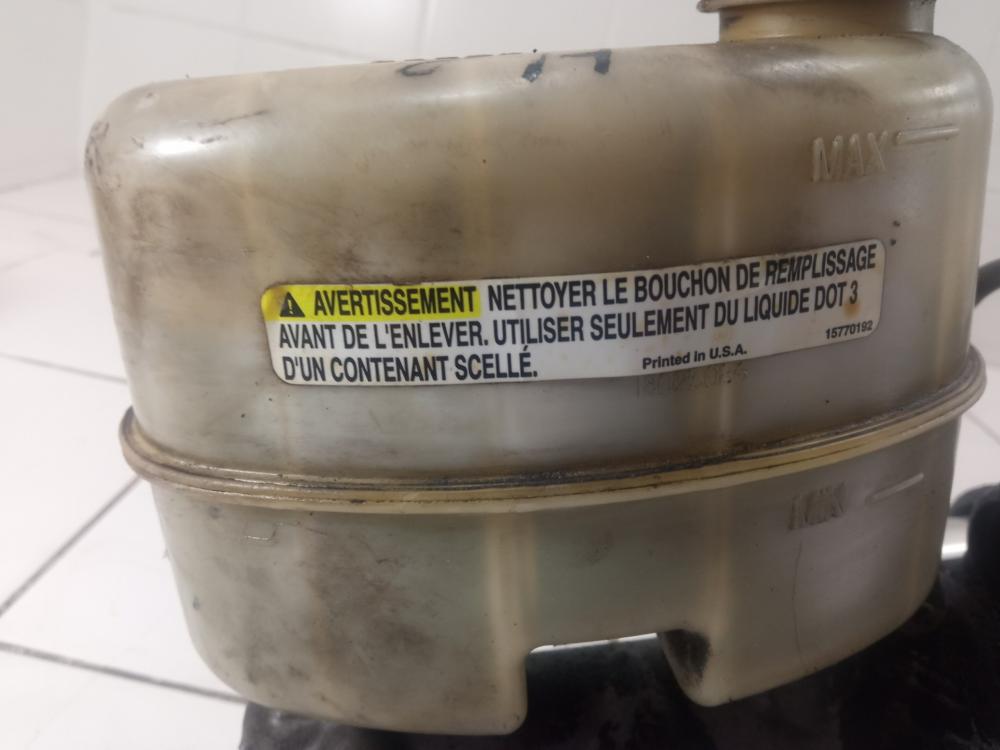 MAX
⚠ AVERTISSEMENT NETTOYER LE BOUCHON DE REMPLISSAGE
AVANT DE L'ENLEVER. UTILISER SEULEMENT DU LIQUIDE DOT 3
D'UN CONTENANT SCELLÉ.
Printed in U.S.A.
15770192
MIN